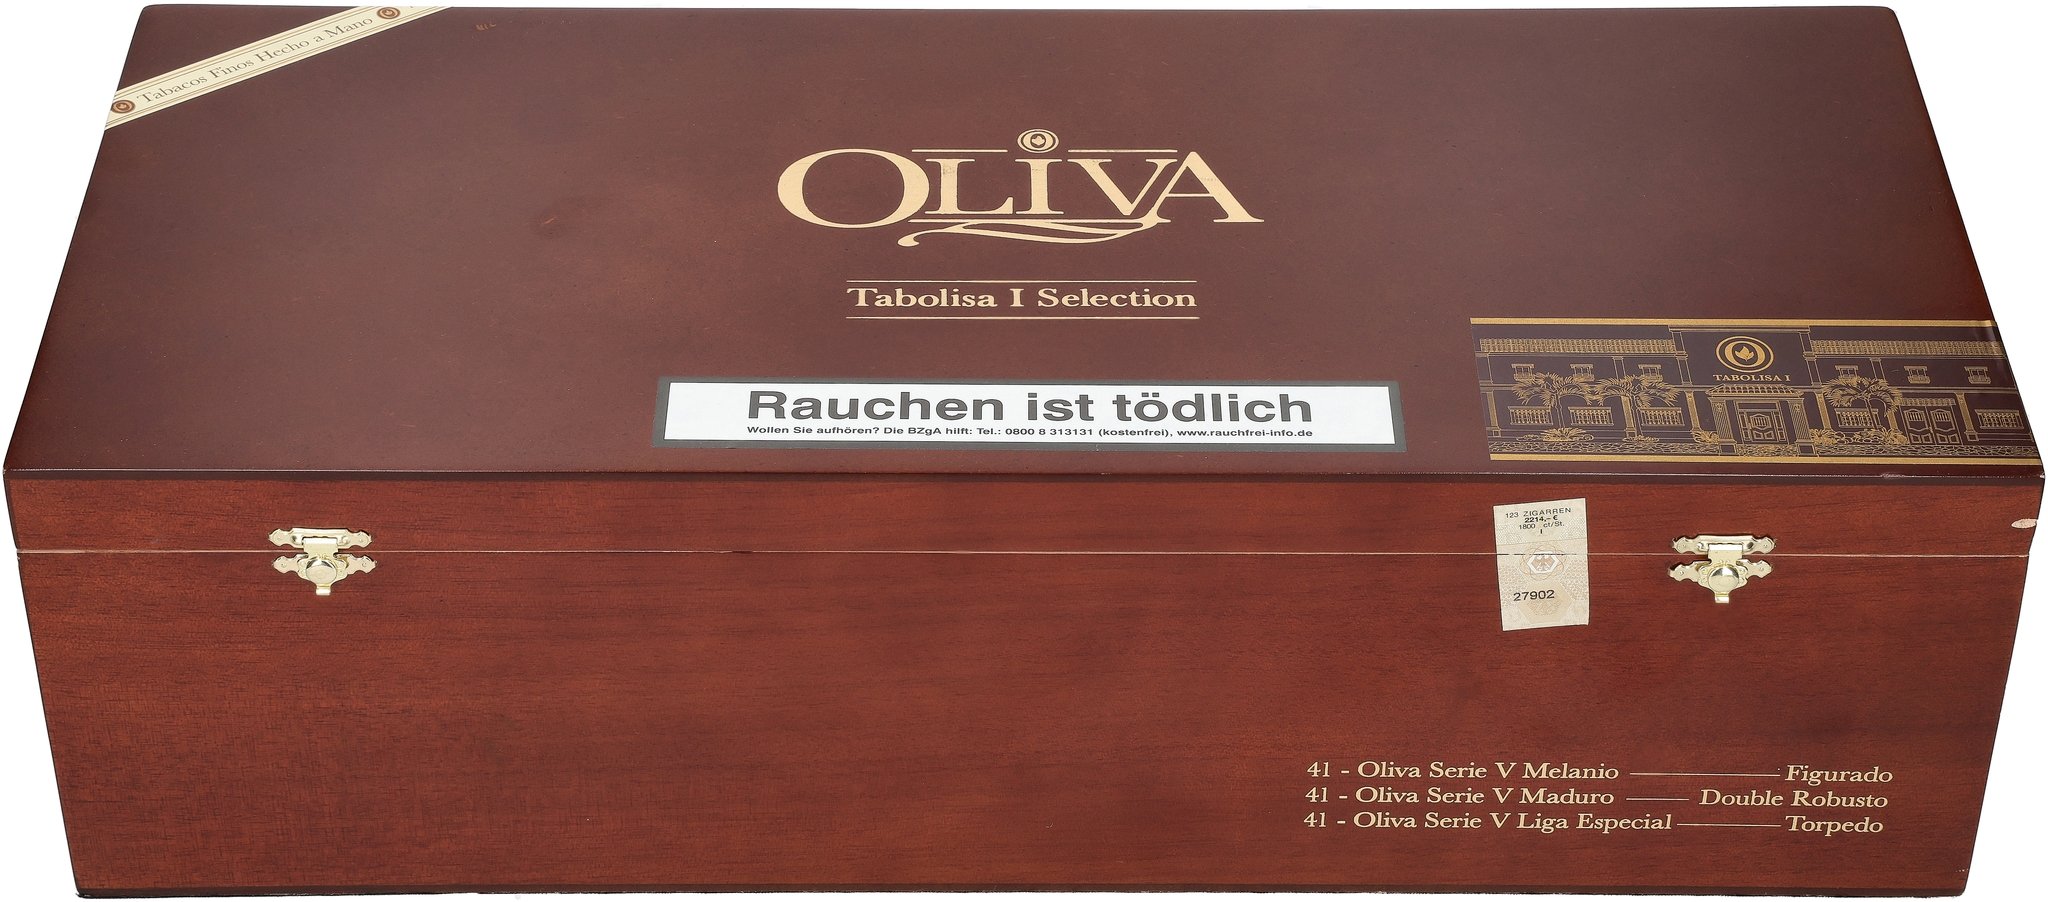 Tabacos Finos Hecho a Mano
OLIVA
Tabolisa I Selection
TABOLISA I
Rauchen ist tödlich
Wollen Sie aufhören? Die BZgA hilft: Tel.: 0800 8 313131 (kostenfrei), www.rauchfrei-info.de
123 ZIGARREN
2214,- €
1800 ct/St.
I
27902
41 - Oliva Serie V Melanio Figurado
41 - Oliva Serie V Maduro Double Robusto
41 - Oliva Serie V Liga Especial Torpedo